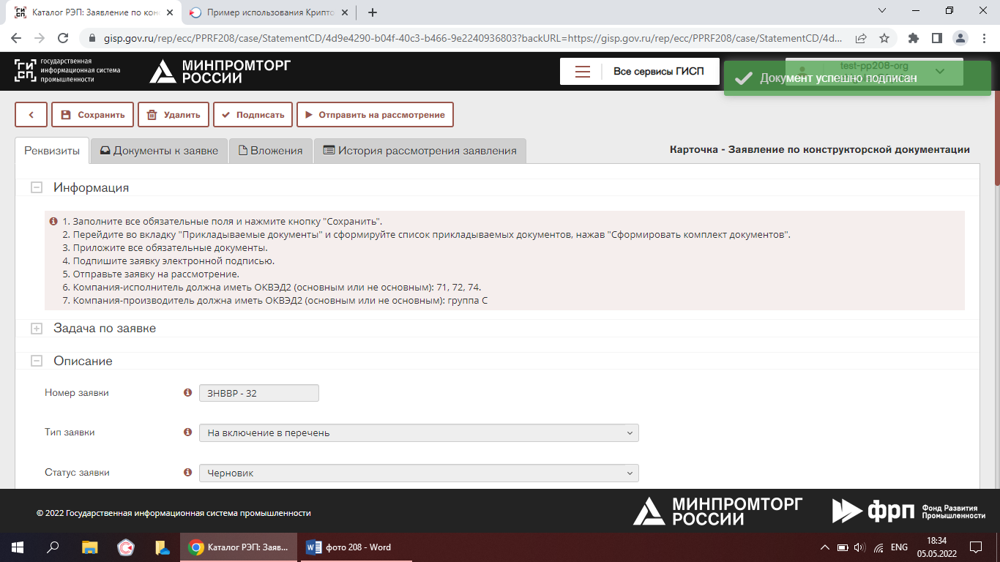 Каталог РЭП: Заявление по кон
Пример использования Крипто
gisp.gov.ru/rep/ecc/PPRF208/case/StatementCD/4d9e4290-b04f-40c3-b466-9e2240936803?backURL=https://gisp.gov.ru/rep/ecc/PPRF208/case/StatementCD/4d...
ГИСП
государственная
информационная система
промышленности
МИНПРОМТОРГ
РОССИИ
Все сервисы ГИСП
test-pp208-org
Документ успешно подписан
Сохранить
Удалить
Подписать
Отправить на рассмотрение
Реквизиты
Документы к заявке
Вложения
История рассмотрения заявления
Карточка - Заявление по конструкторской документации
Информация
1. Заполните все обязательные поля и нажмите кнопку "Сохранить".
2. Перейдите во вкладку "Прикладываемые документы" и сформируйте список прикладываемых документов, нажав "Сформировать комплект документов".
3. Приложите все обязательные документы.
4. Подпишите заявку электронной подписью.
5. Отправьте заявку на рассмотрение.
6. Компания-исполнитель должна иметь ОКВЭД2 (основным или не основным): 71, 72, 74.
7. Компания-производитель должна иметь ОКВЭД2 (основным или не основным): группа C
Задача по заявке
Описание
Номер заявки
ЗНВВР - 32
Тип заявки
На включение в перечень
Статус заявки
Черновик
© 2022 Государственная информационная система промышленности
МИНПРОМТОРГ
РОССИИ
фрп
Фонд Развития
Промышленности
Каталог РЭП: Заяв...
фото 208 - Word
ENG
18:34
05.05.2022